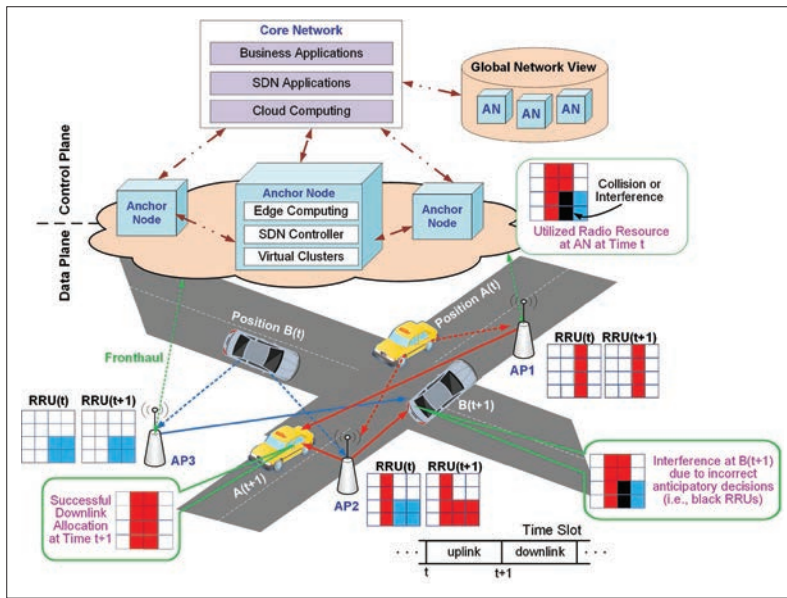 Core Network
Business Applications
SDN Applications
Cloud Computing
Global Network View
AN
AN
AN
Control Plane
Data Plane
Anchor
Node
Anchor Node
Edge Computing
SDN Controller
Virtual Clusters
Anchor
Node
Collision or
Interference
Utilized Radio Resource
at AN at Time t
Position B(t)
Position A(t)
Fronthaul
RRU(t)
RRU(t+1)
AP1
RRU(t)
RRU(t+1)
AP3
B(t+1)
A(t+1)
AP2
RRU(t)
RRU(t+1)
Successful
Downlink
Allocation
at Time t+1
Interference at B(t+1)
due to incorrect
anticipatory decisions
(i.e., black RRUs)
Time Slot
· · ·
uplink
downlink
· · ·
t
t+1